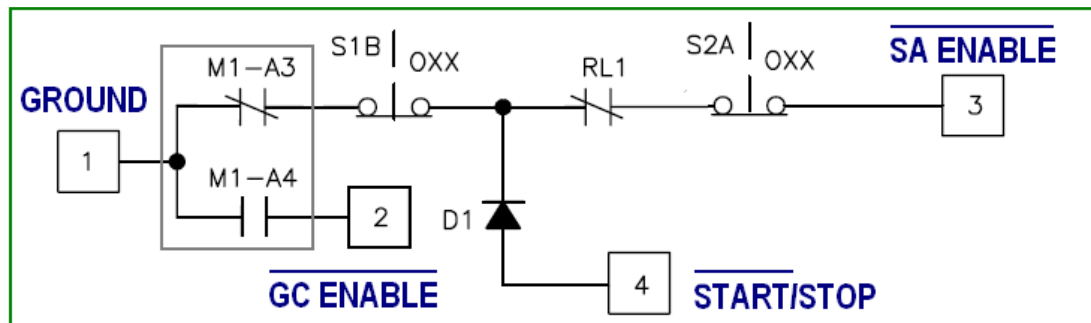 S1B
OXX
S2A
OXX
SA ENABLE
M1-A3
RL1
GROUND
1
3
M1-A4
2
D1
4
GC ENABLE
START/STOP